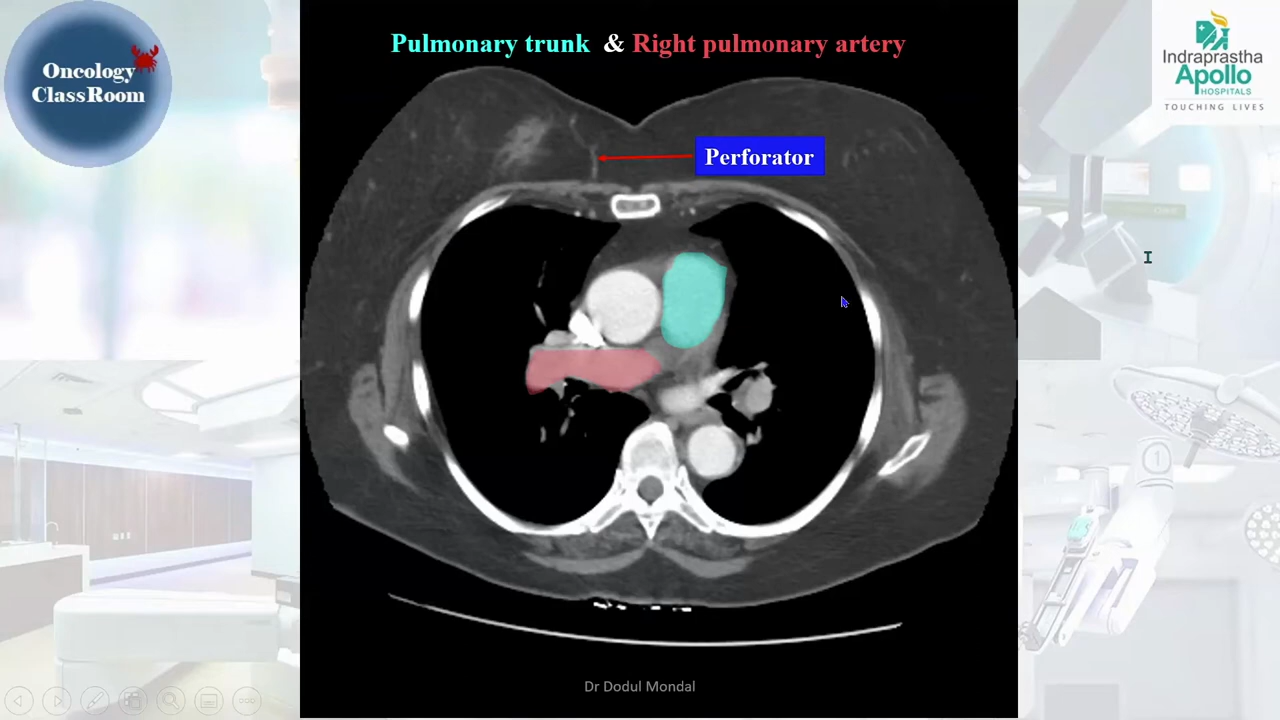 Pulmonary trunk & Right pulmonary artery
Oncology
ClassRoom
Indraprastha
Apollo
HOSPITALS
TOUCHING LIVES
Perforator
Dr Dodul Mondal